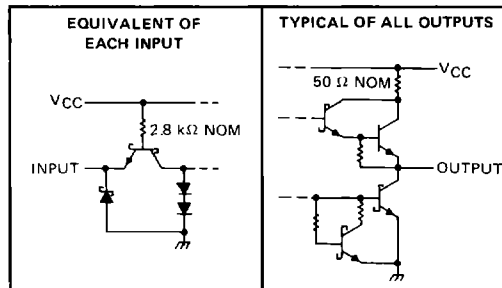 EQUIVALENT OF
EACH INPUT
VCC
2.8 kΩ NOM
INPUT
TYPICAL OF ALL OUTPUTS
VCC
50 Ω NOM
OUTPUT